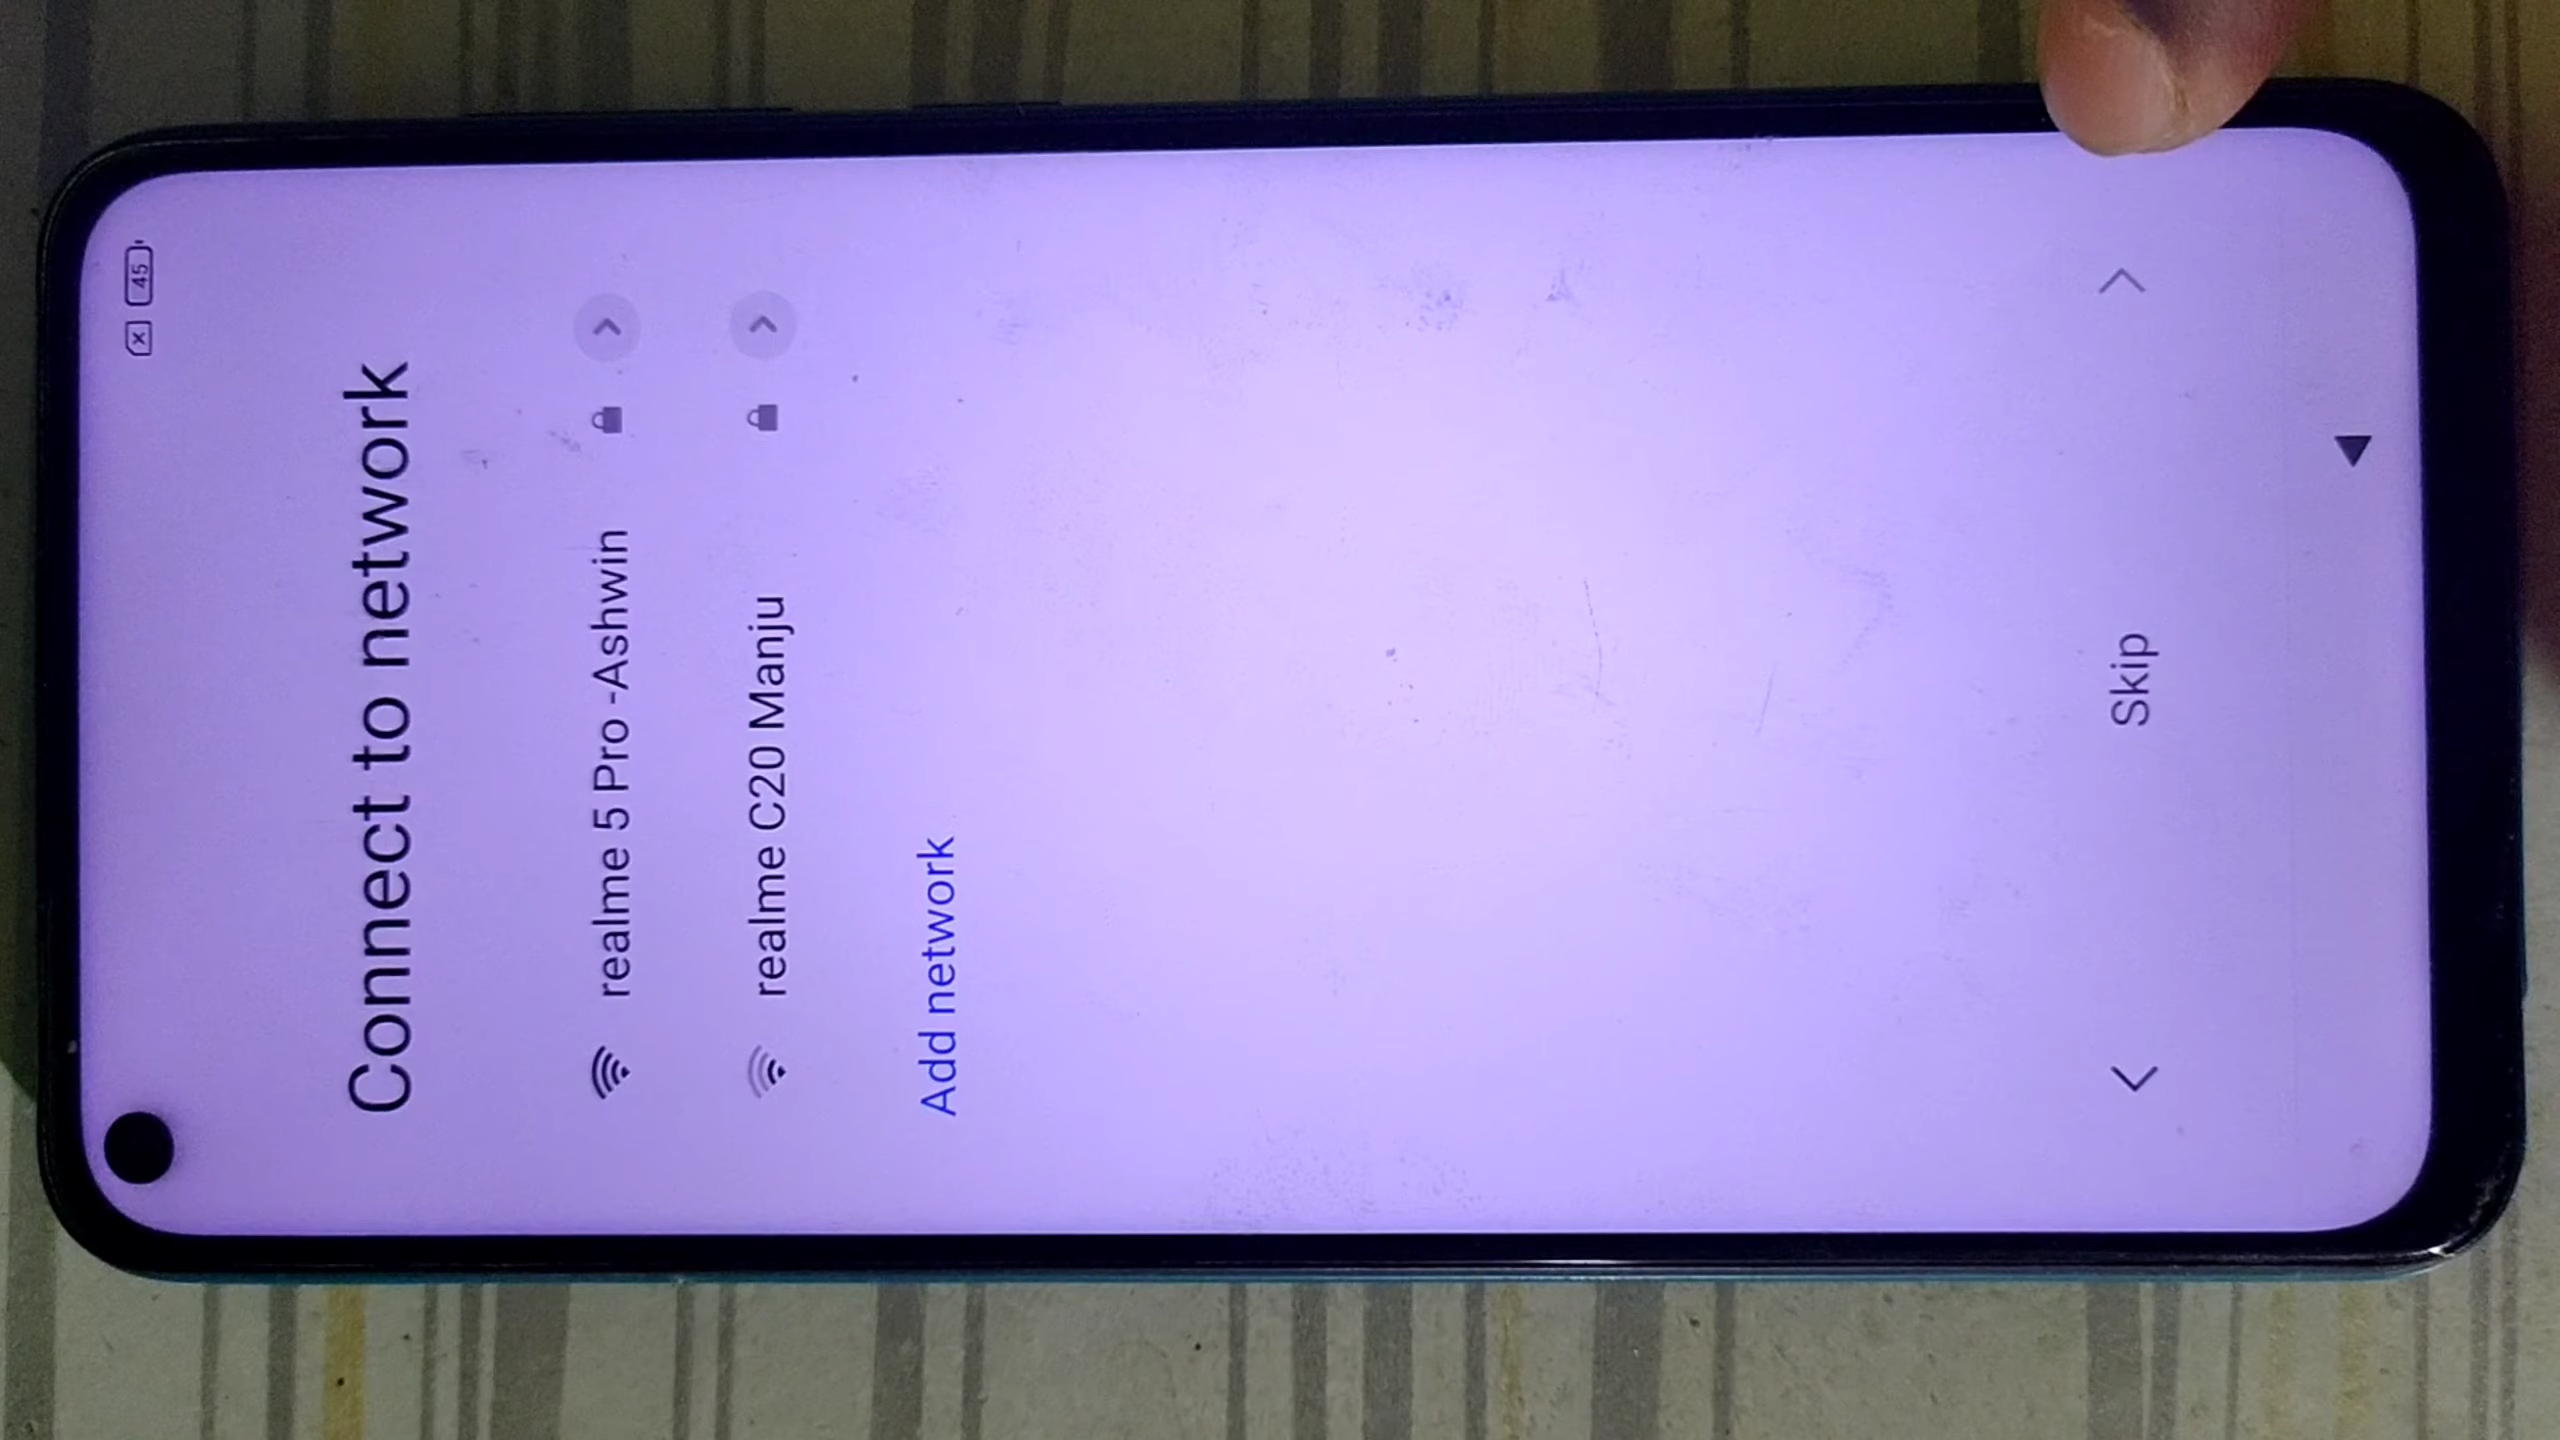 45
Connect to network
realme 5 Pro -Ashwin
realme C20 Manju
Add network
Skip